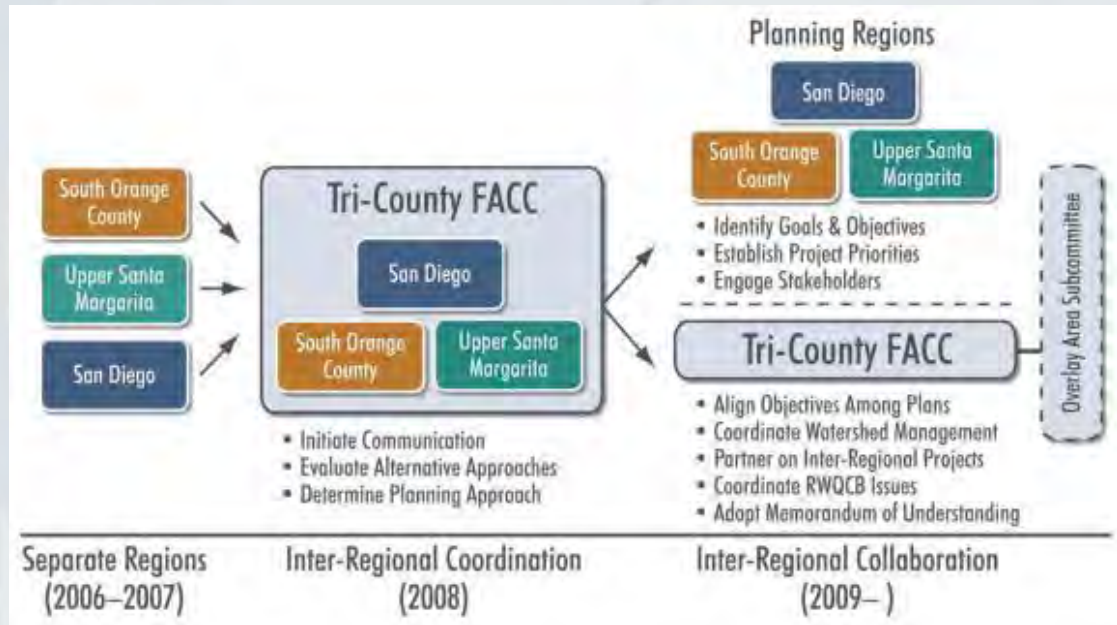 South Orange
County
Upper Santa
Margarita
San Diego
Separate Regions
(2006–2007)
Tri-County FACC
San Diego
South Orange
County
Upper Santa
Margarita
• Initiate Communication
• Evaluate Alternative Approaches
• Determine Planning Approach
Inter-Regional Coordination
(2008)
Planning Regions
San Diego
South Orange
County
Upper Santa
Margarita
• Identify Goals & Objectives
• Establish Project Priorities
• Engage Stakeholders
Tri-County FACC
• Align Objectives Among Plans
• Coordinate Watershed Management
• Partner on Inter-Regional Projects
• Coordinate RWQCB Issues
• Adopt Memorandum of Understanding
Overlay Area Subcommittee
Inter-Regional Collaboration
(2009– )